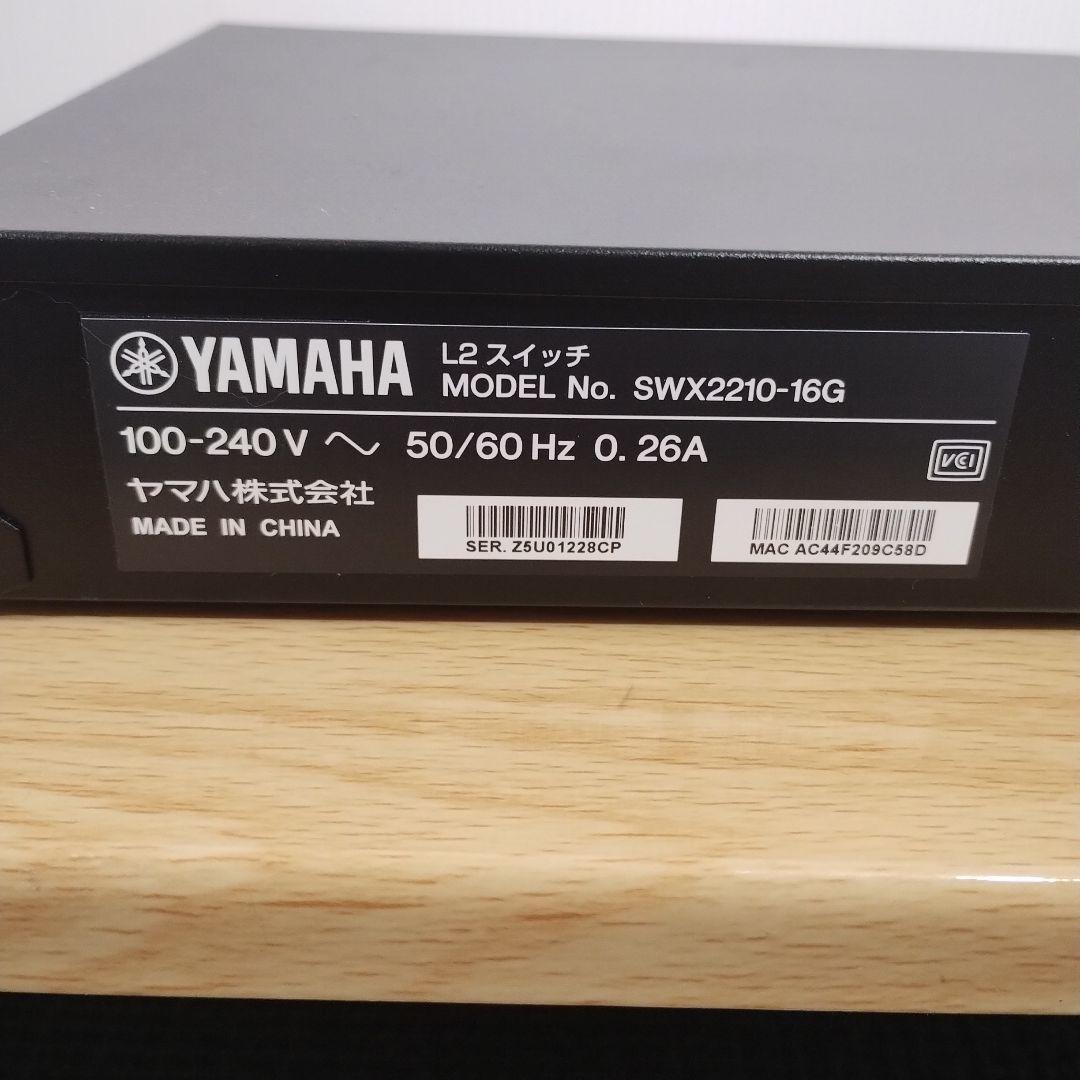 YAMAHA
L2 スイッチ
MODEL No. SWX2210-16G
100-240 V ～ 50/60 Hz 0.26A
VCCI
ヤマハ株式会社
MADE IN CHINA
SER. Z5U01228CP
MAC AC44F209C58D